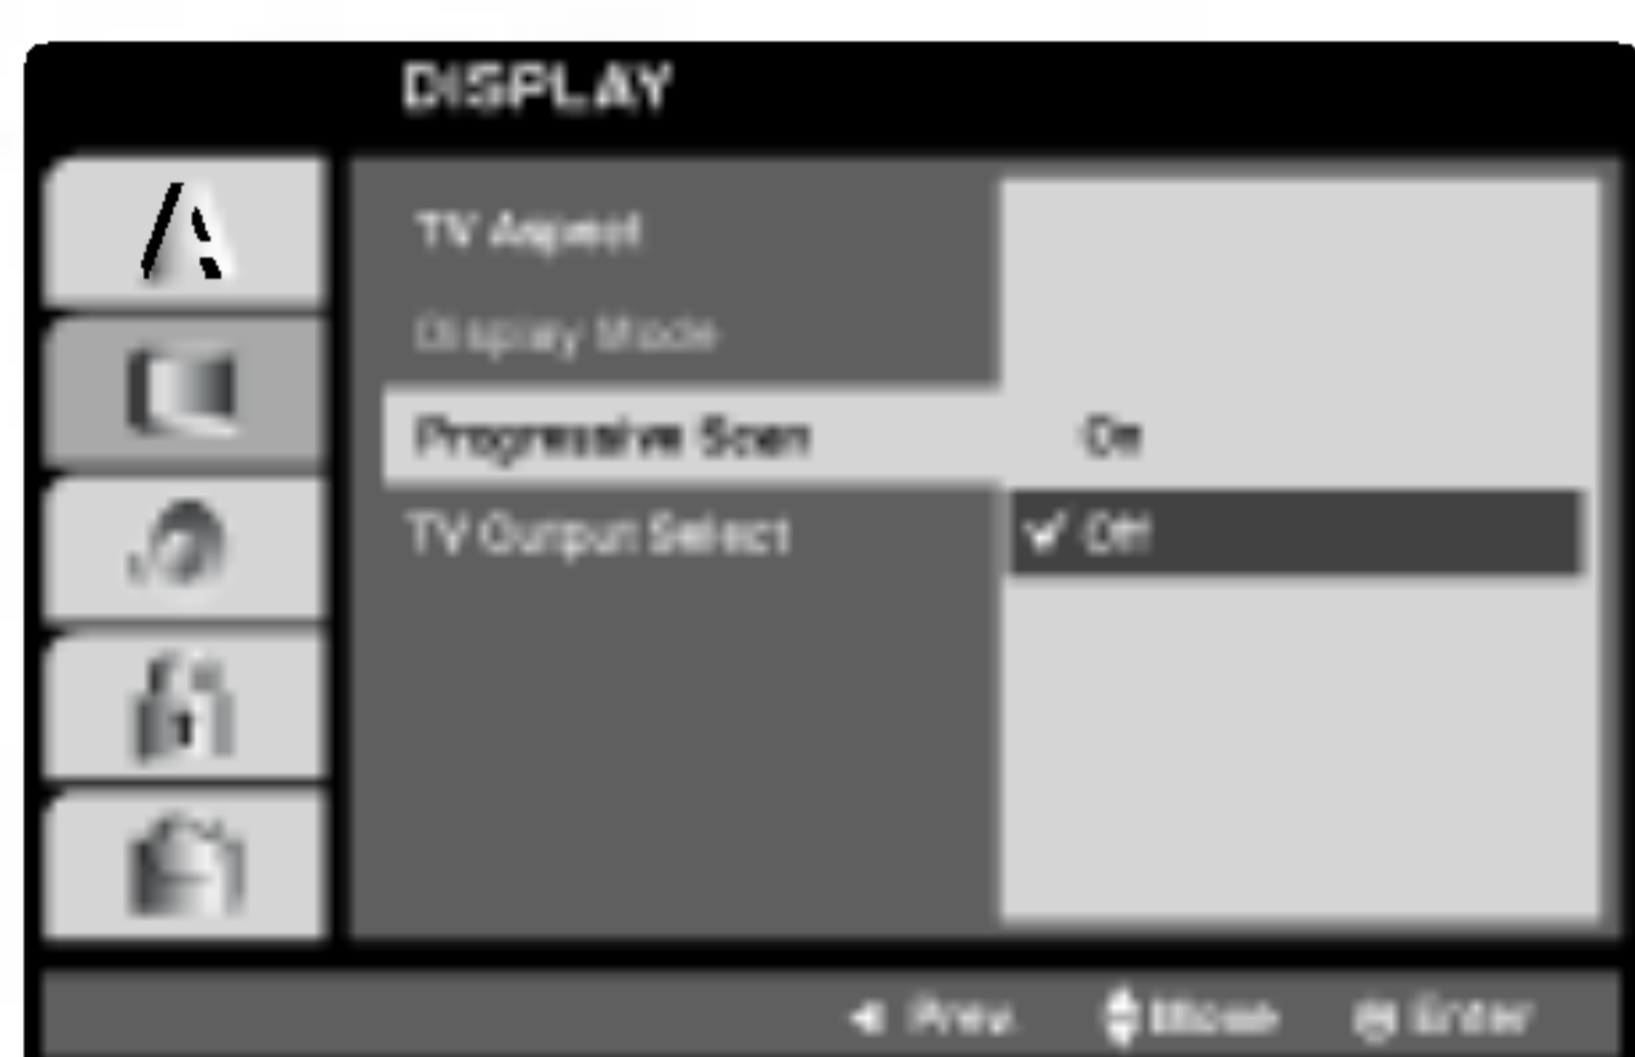 DISPLAY
TV Aspect
Display Mode
Progressive Scan On
TV Output Select ✔ Off
◄ Prev. Move Enter